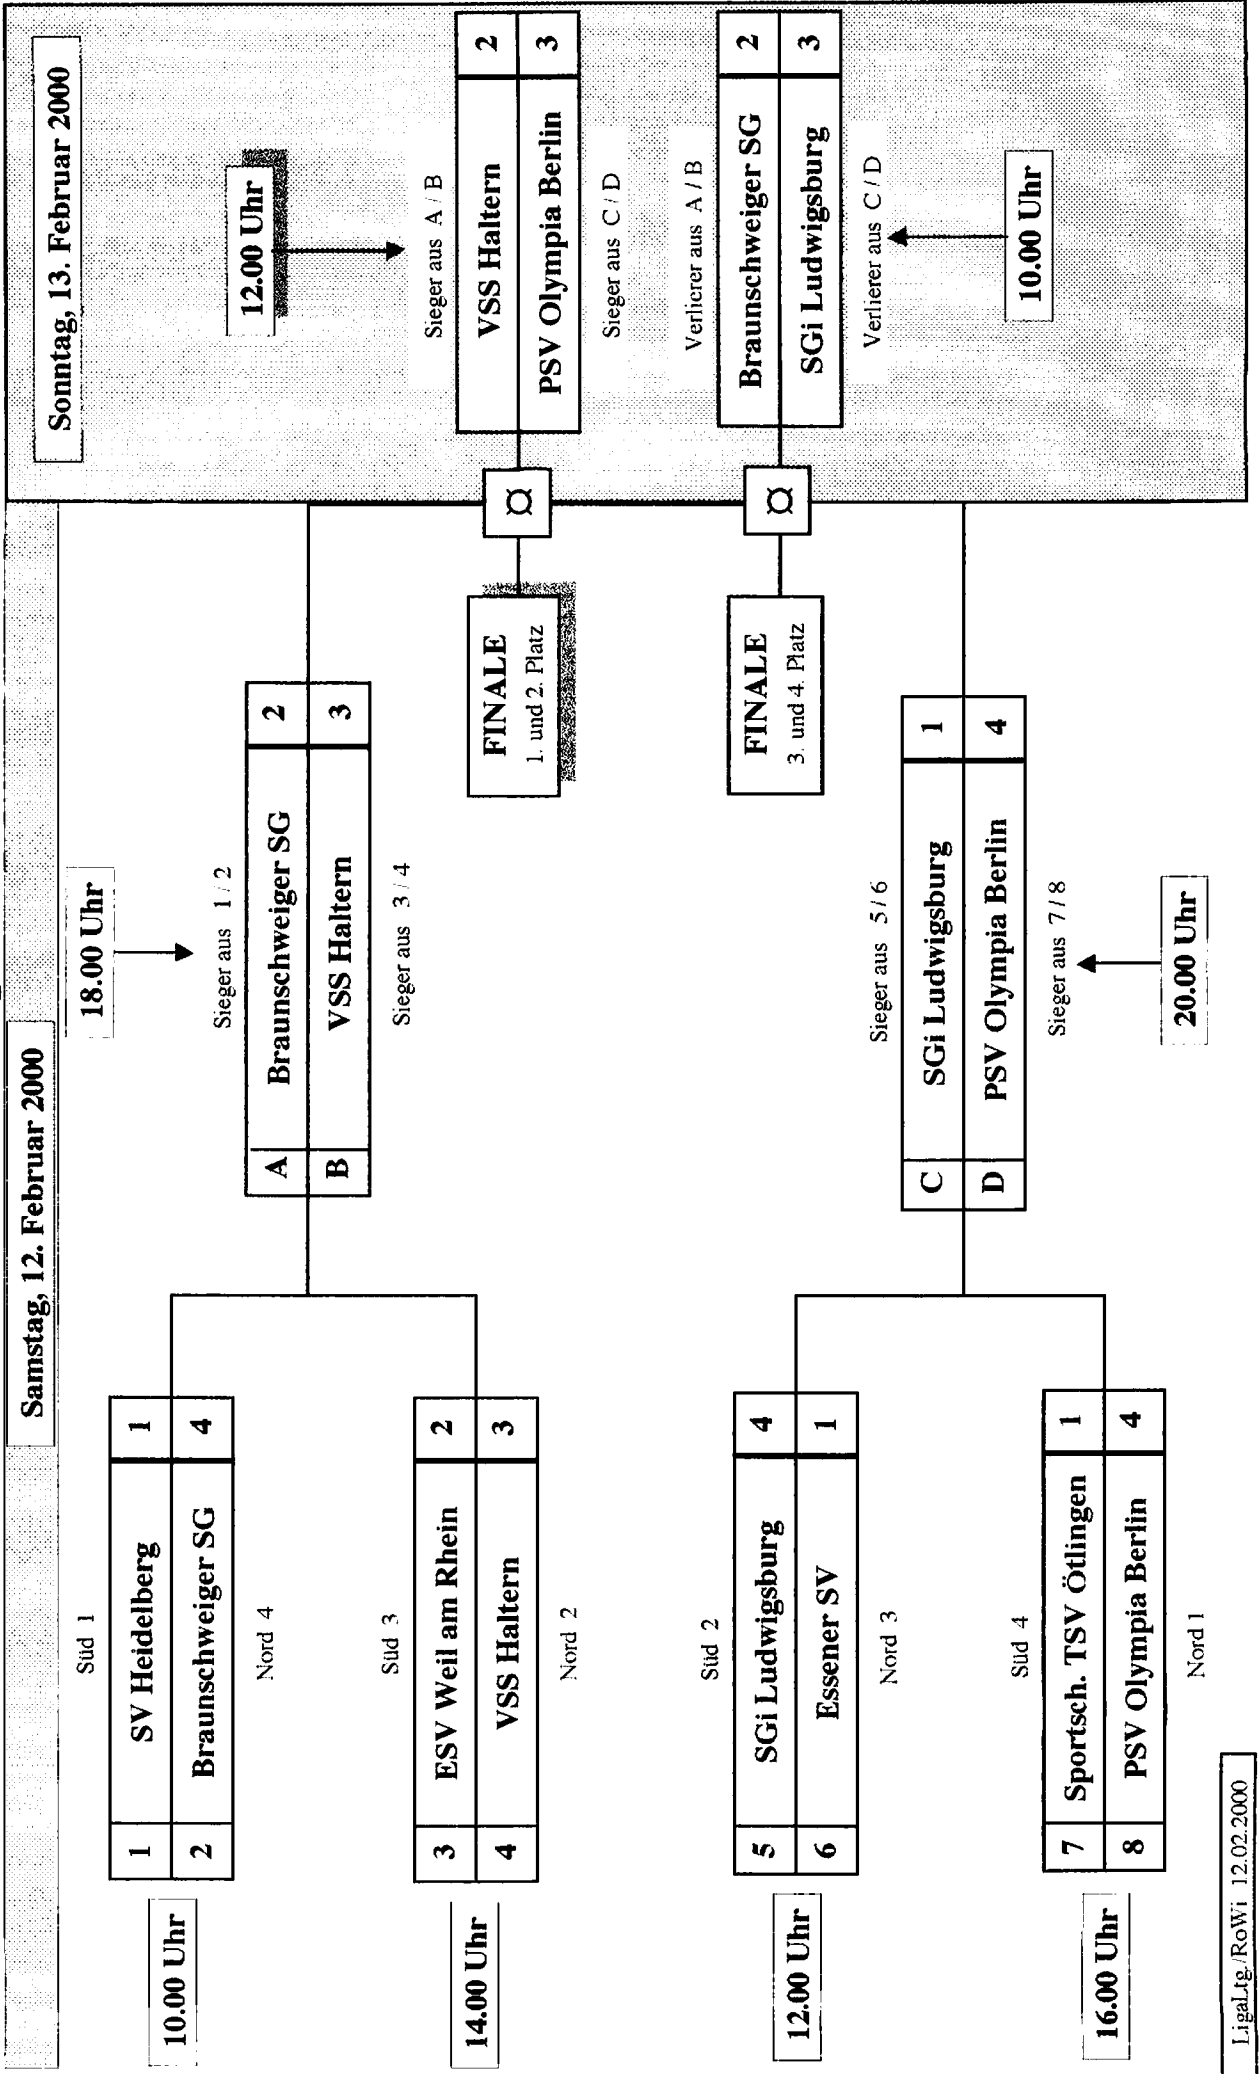 Samstag, 12. Februar 2000
Sonntag, 13. Februar 2000
10.00 Uhr
Süd 1
1 SV Heidelberg 1
2 Braunschweiger SG 4
Nord 4
14.00 Uhr
Süd 3
3 ESV Weil am Rhein 2
4 VSS Haltern 3
Nord 2
12.00 Uhr
Süd 2
5 SGi Ludwigsburg 4
6 Essener SV 1
Nord 3
16.00 Uhr
Süd 4
7 Sportsch. TSV Ötlingen 1
8 PSV Olympia Berlin 4
Nord 1
18.00 Uhr
Sieger aus 1 / 2
A Braunschweiger SG 2
B VSS Haltern 3
Sieger aus 3 / 4
Sieger aus 5 / 6
C SGi Ludwigsburg 1
D PSV Olympia Berlin 4
Sieger aus 7 / 8
20.00 Uhr
FINALE
1. und 2. Platz
FINALE
3. und 4. Platz
12.00 Uhr
Sieger aus A / B
VSS Haltern 2
PSV Olympia Berlin 3
Sieger aus C / D
Verlierer aus A / B
Braunschweiger SG 2
SGi Ludwigsburg 3
Verlierer aus C / D
10.00 Uhr
LigaLtg./RoWi 12.02.2000